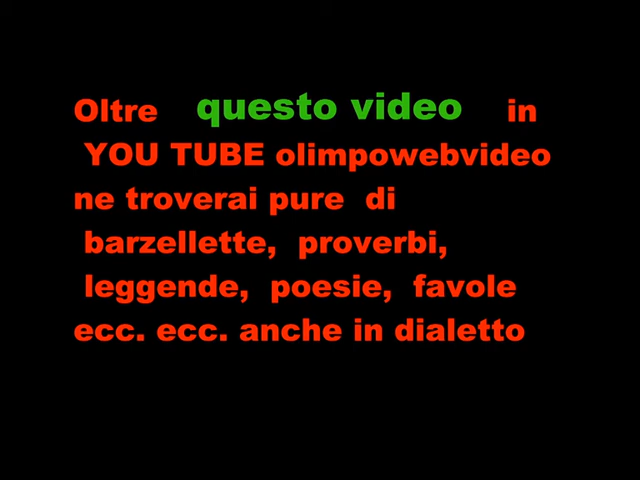 Oltre questo video in
YOU TUBE olimpowebvideo
ne troverai pure di
barzellette, proverbi,
leggende, poesie, favole
ecc. ecc. anche in dialetto